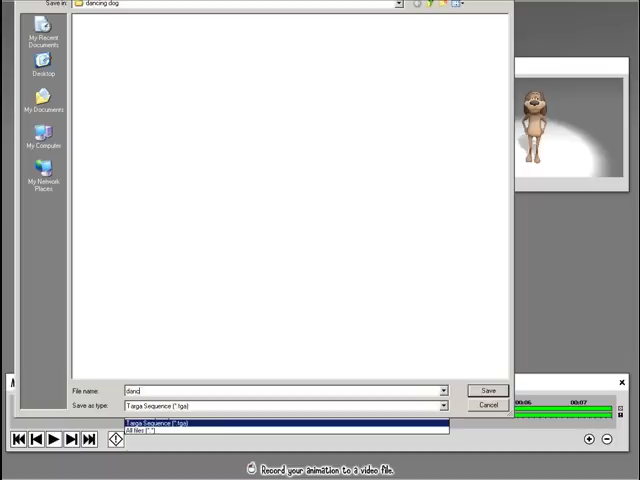 Save in:
dancing dog
My Recent
Documents
Desktop
My Documents
My Computer
My Network
Places
File name:
danc
Save
Save as type:
Targa Sequence (*.tga)
Cancel
Targa Sequence (*.tga)
All files (*.*)
00:06
00:07
Record your animation to a video file.